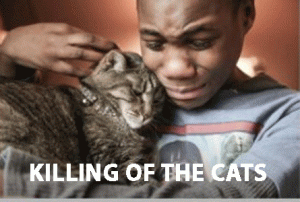 KILLING OF THE CATS